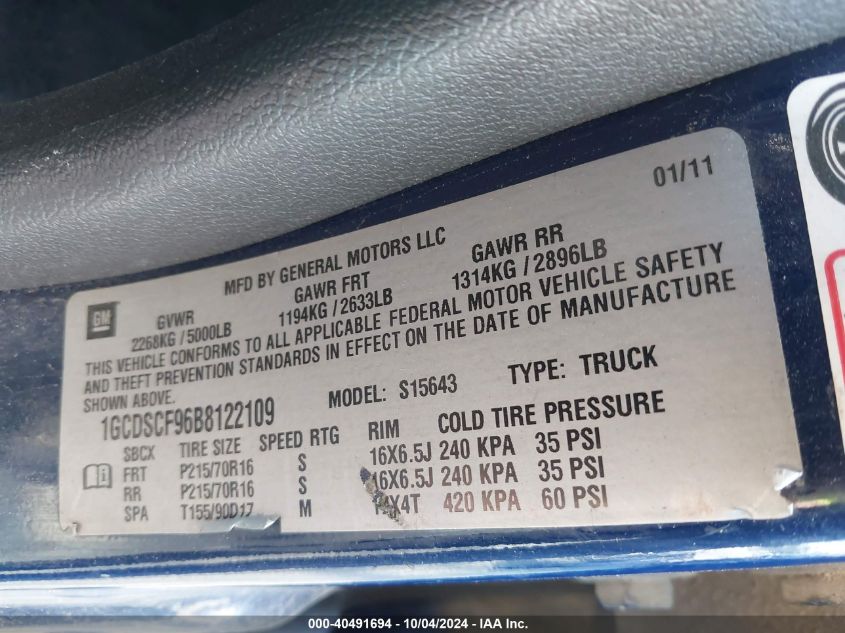 01/11
MFD BY GENERAL MOTORS LLC
GM
GVWR GAWR FRT GAWR RR
2268KG / 5000LB 1194KG / 2633LB 1314KG / 2896LB
THIS VEHICLE CONFORMS TO ALL APPLICABLE FEDERAL MOTOR VEHICLE SAFETY
AND THEFT PREVENTION STANDARDS IN EFFECT ON THE DATE OF MANUFACTURE
SHOWN ABOVE.
1GCDSCF96B8122109 MODEL: S15643 TYPE: TRUCK
SBCX TIRE SIZE SPEED RTG RIM COLD TIRE PRESSURE
FRT P215/70R16 S 16X6.5J 240 KPA 35 PSI
RR P215/70R16 S 16X6.5J 240 KPA 35 PSI
SPA T155/90D17 M X4T 420 KPA 60 PSI
000-40491694 - 10/04/2024 - IAA Inc.